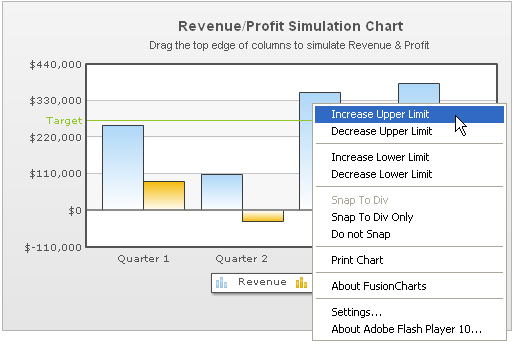 Revenue/Profit Simulation Chart
Drag the top edge of columns to simulate Revenue & Profit
$440,000
$330,000
Target
$220,000
$110,000
$0
$-110,000
Quarter 1
Quarter 2
Revenue
Increase Upper Limit
Decrease Upper Limit
Increase Lower Limit
Decrease Lower Limit
Snap To Div
Snap To Div Only
Do not Snap
Print Chart
About FusionCharts
Settings...
About Adobe Flash Player 10...